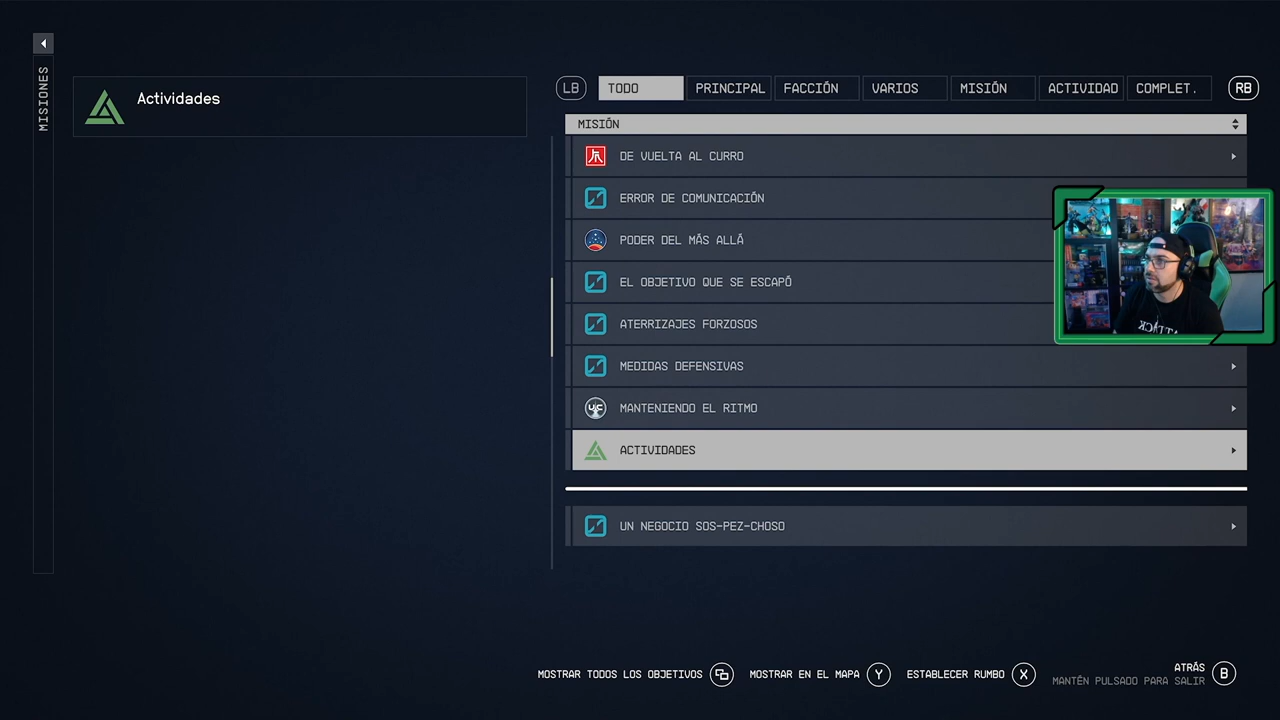 MISIONES
Actividades
LB
TODO
PRINCIPAL
FACCIÓN
VARIOS
MISIÓN
ACTIVIDAD
COMPLET.
RB
MISIÓN
DE VUELTA AL CURRO
ERROR DE COMUNICACIÓN
PODER DEL MÁS ALLÁ
EL OBJETIVO QUE SE ESCAPÓ
ATERRIZAJES FORZOSOS
MEDIDAS DEFENSIVAS
UC
MANTENIENDO EL RITMO
ACTIVIDADES
UN NEGOCIO SOS-PEZ-CHOSO
MOSTRAR TODOS LOS OBJETIVOS
MOSTRAR EN EL MAPA Y
ESTABLECER RUMBO X
ATRÁS
MANTÉN PULSADO PARA SALIR
B